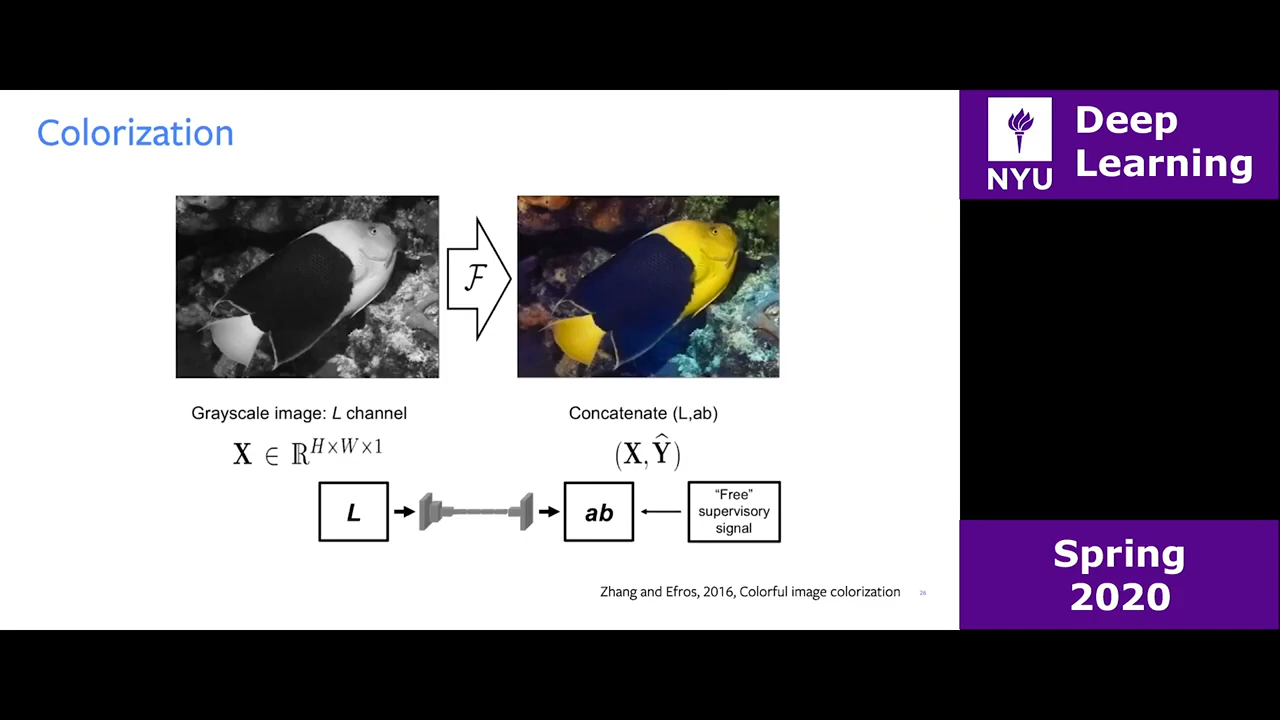 Colorization
NYU
Deep
Learning
ℱ
Grayscale image: L channel
X ∈ ℝ^{H×W×1}
Concatenate (L,ab)
(X, Ŷ)
L
ab
“Free”
supervisory
signal
Zhang and Efros, 2016, Colorful image colorization
26
Spring
2020